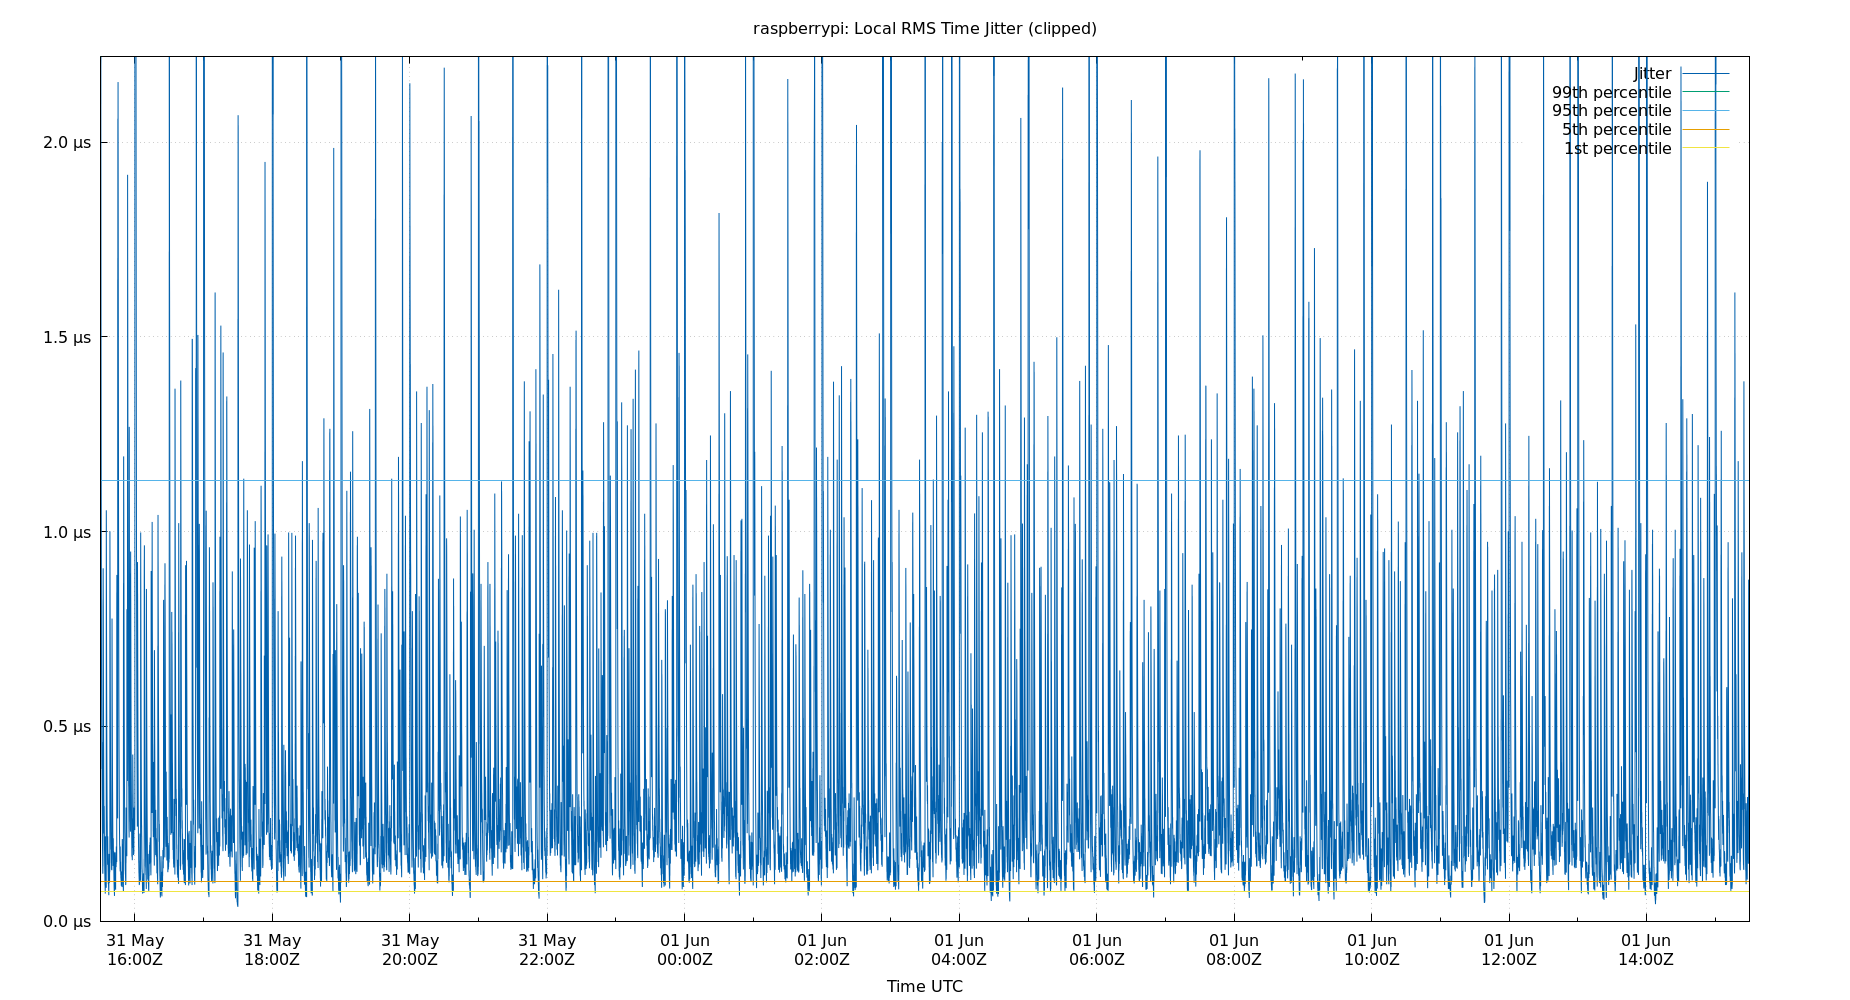 raspberrypi: Local RMS Time Jitter (clipped)
Jitter
99th percentile
95th percentile
5th percentile
1st percentile
2.0 μs
1.5 μs
1.0 μs
0.5 μs
0.0 μs
31 May 31 May 31 May 31 May 01 Jun 01 Jun 01 Jun 01 Jun 01 Jun 01 Jun 01 Jun 01 Jun
16:00Z 18:00Z 20:00Z 22:00Z 00:00Z 02:00Z 04:00Z 06:00Z 08:00Z 10:00Z 12:00Z 14:00Z
Time UTC